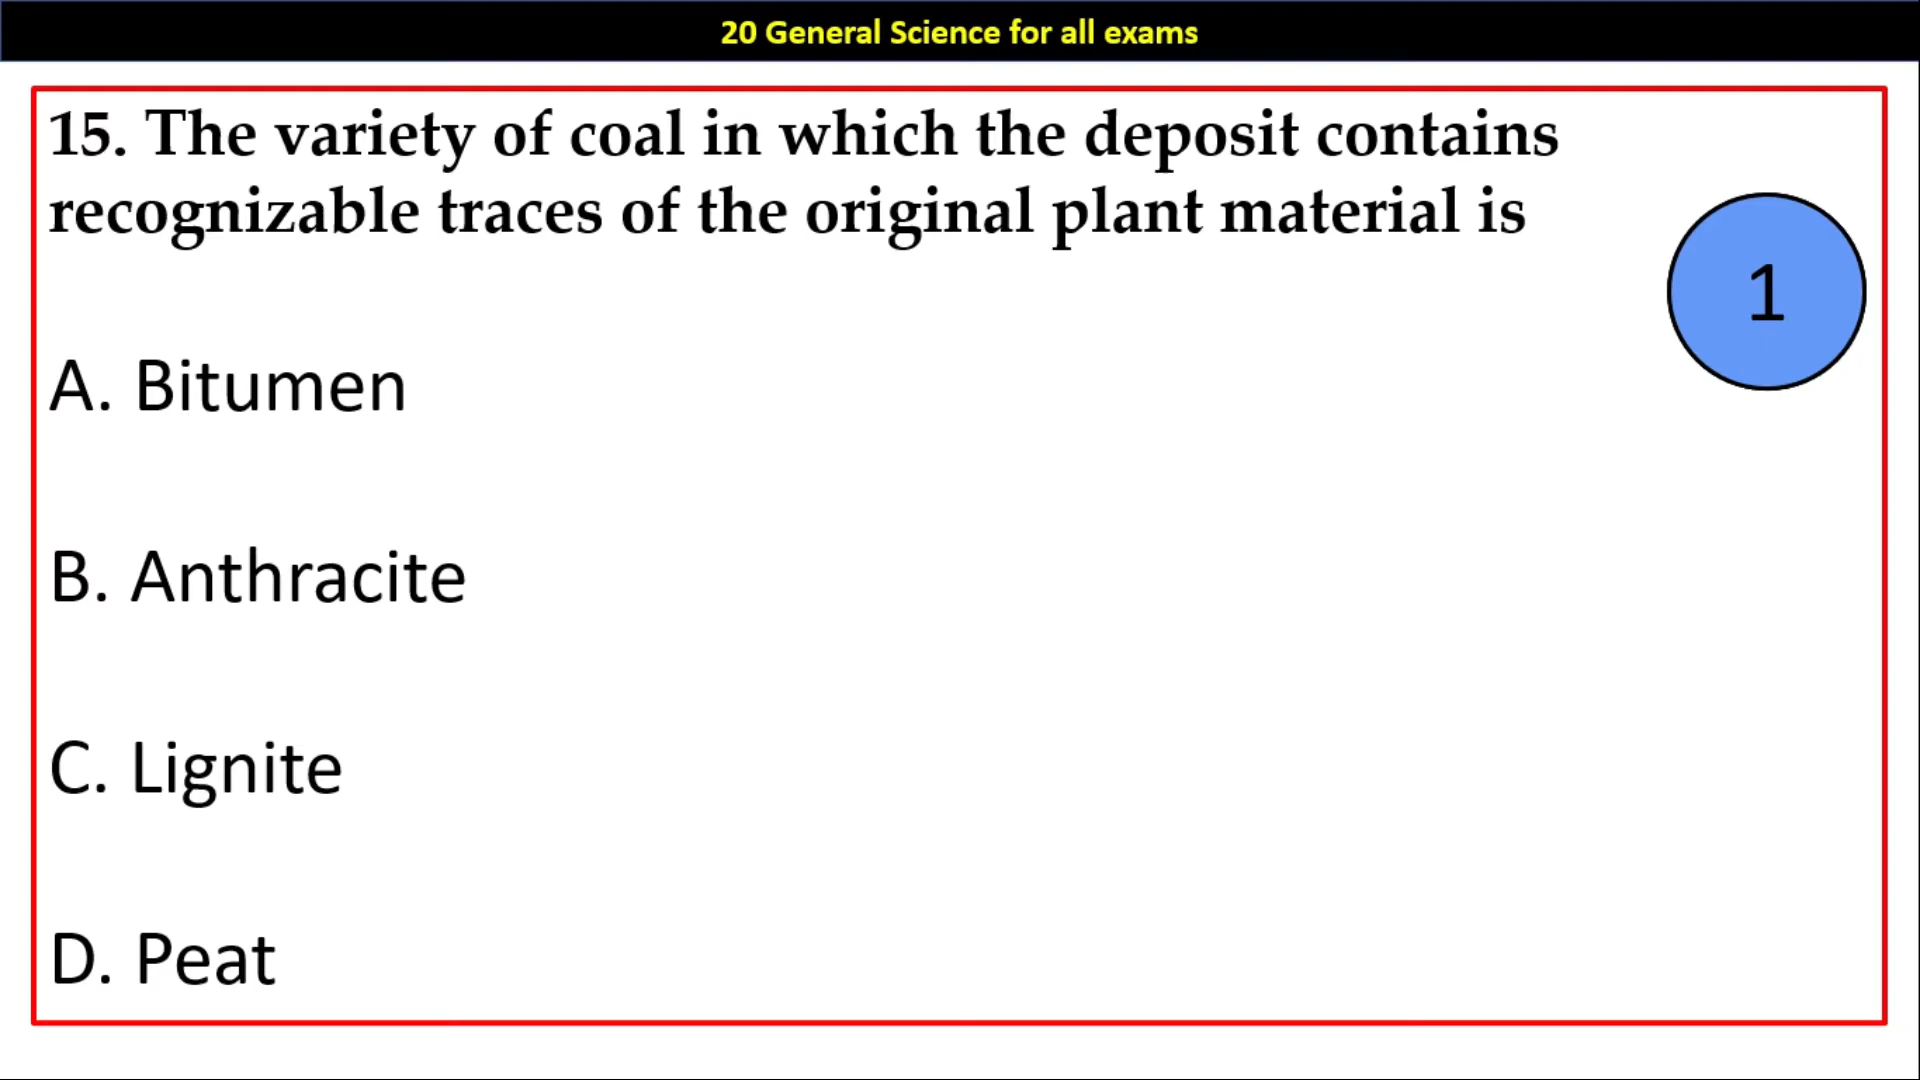 20 General Science for all exams
15. The variety of coal in which the deposit contains
recognizable traces of the original plant material is
1
A. Bitumen
B. Anthracite
C. Lignite
D. Peat